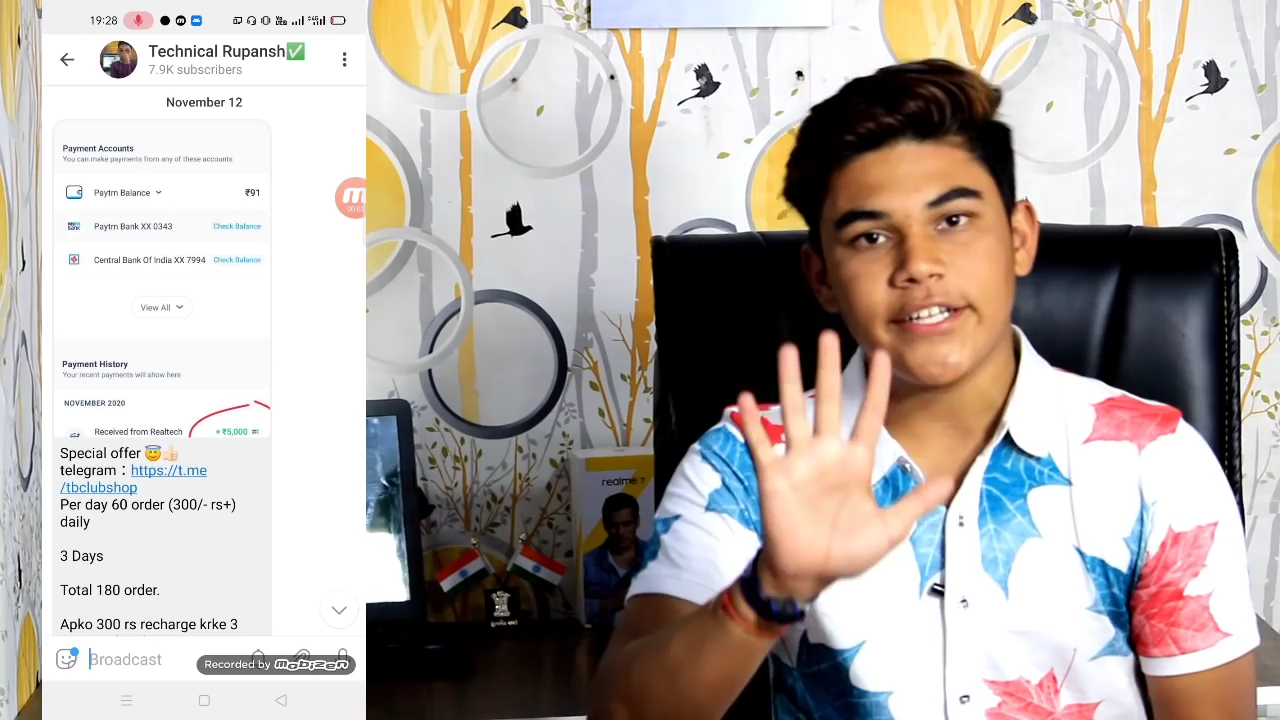 19:28
Technical Rupansh✅
7.9K subscribers
November 12
Payment Accounts
You can make payments from any of these accounts
Paytm Balance ₹91
Paytm Bank XX 0343 Check Balance
Central Bank Of India XX 7994 Check Balance
View All
Payment History
Your recent payments will show here
NOVEMBER 2020
Received from Realtech + ₹5,000
Special offer 😇👍🏻
telegram : https://t.me
/tbclubshop
Per day 60 order (300/- rs+)
daily
3 Days
Total 180 order.
Apko 300 rs recharge krke 3
Broadcast
Recorded by mobizen
m
00:0
realme 7